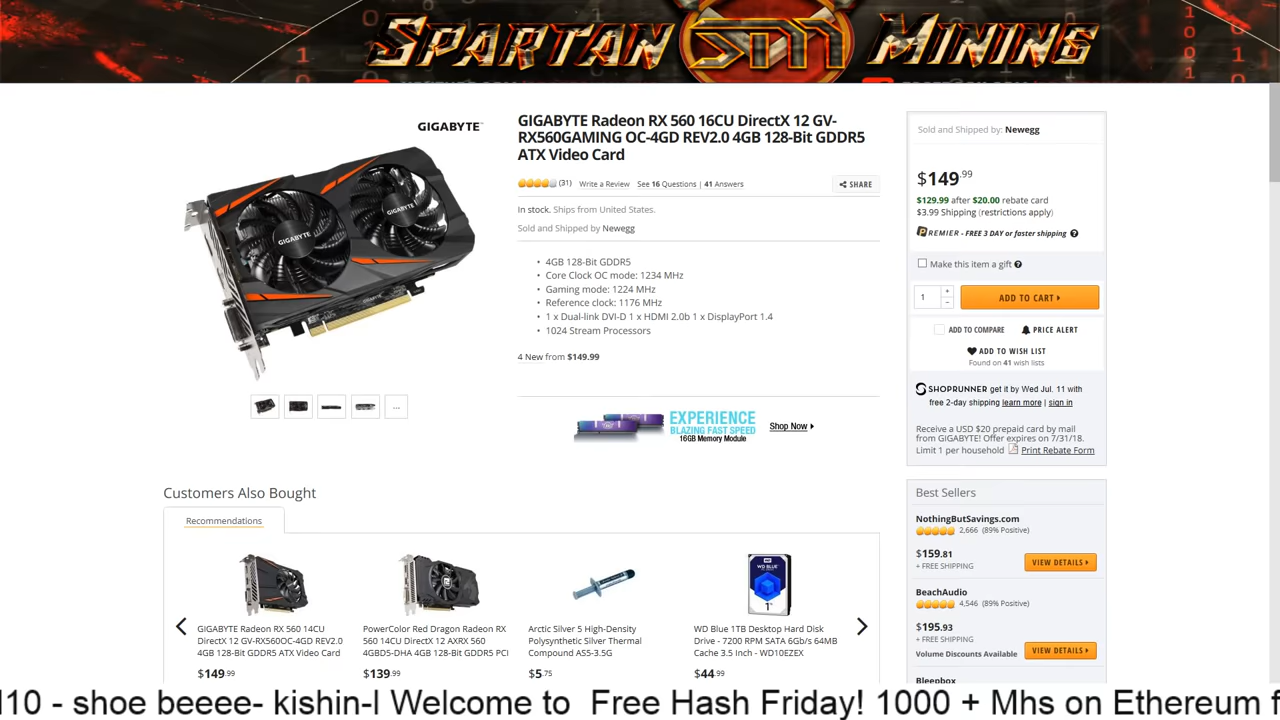 SPARTAN SM MINING
GIGABYTE™
GIGABYTE Radeon RX 560 16CU DirectX 12 GV-
RX560GAMING OC-4GD REV2.0 4GB 128-Bit GDDR5
ATX Video Card
(31) Write a Review See 16 Questions | 41 Answers
SHARE
In stock. Ships from United States.
Sold and Shipped by Newegg
• 4GB 128-Bit GDDR5
• Core Clock OC mode: 1234 MHz
• Gaming mode: 1224 MHz
• Reference clock: 1176 MHz
• 1 x Dual-link DVI-D 1 x HDMI 2.0b 1 x DisplayPort 1.4
• 1024 Stream Processors
4 New from $149.99
EXPERIENCE
BLAZING FAST SPEED
16GB Memory Module
Shop Now
GIGABYTE
GIGABYTE
...
Sold and Shipped by: Newegg
$149.99
$129.99 after $20.00 rebate card
$3.99 Shipping (restrictions apply)
PREMIER - FREE 3 DAY or faster shipping ?
Make this item a gift ?
1 + −
ADD TO CART
ADD TO COMPARE PRICE ALERT
ADD TO WISH LIST
Found on 41 wish lists
SHOPRUNNER get it by Wed Jul. 11 with
free 2-day shipping learn more | sign in
Receive a USD $20 prepaid card by mail
from GIGABYTE! Offer expires on 7/31/18.
Limit 1 per household Print Rebate Form
Customers Also Bought
Recommendations
GIGABYTE Radeon RX 560 14CU
DirectX 12 GV-RX560OC-4GD REV2.0
4GB 128-Bit GDDR5 ATX Video Card
$149.99
PowerColor Red Dragon Radeon RX
560 14CU DirectX 12 AXRX 560
4GBD5-DHA 4GB 128-Bit GDDR5 PCI
$139.99
Arctic Silver 5 High-Density
Polysynthetic Silver Thermal
Compound AS5-3.5G
$5.75
WD BLUE
WD Blue 1TB Desktop Hard Disk
Drive - 7200 RPM SATA 6Gb/s 64MB
Cache 3.5 Inch - WD10EZEX
$44.99
Best Sellers
NothingButSavings.com
2,666 (89% Positive)
$159.81
+ FREE SHIPPING
VIEW DETAILS
BeachAudio
4,546 (89% Positive)
$195.93
+ FREE SHIPPING
Volume Discounts Available
VIEW DETAILS
Bleepbox
l10 - shoe beeee- kishin-l Welcome to Free Hash Friday! 1000 + Mhs on Ethereum f